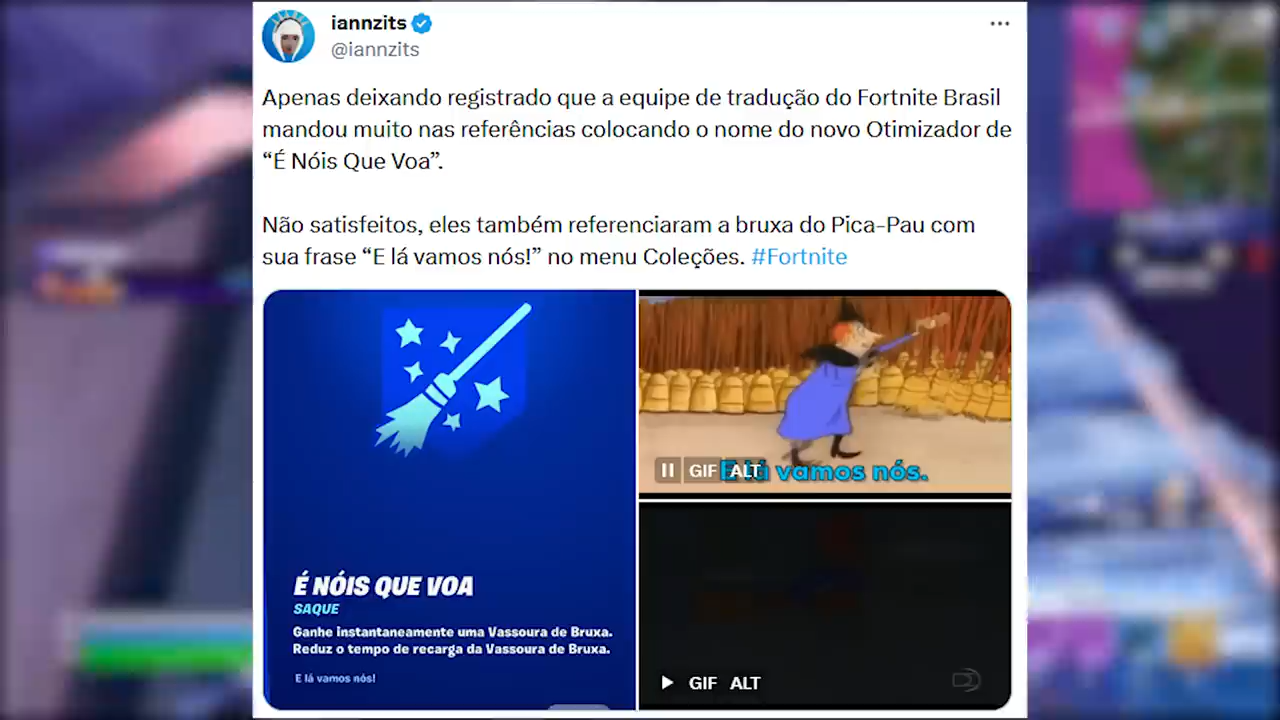 iannzits
@iannzits
Apenas deixando registrado que a equipe de tradução do Fortnite Brasil
mandou muito nas referências colocando o nome do novo Otimizador de
“É Nóis Que Voa”.
Não satisfeitos, eles também referenciaram a bruxa do Pica-Pau com
sua frase “E lá vamos nós!” no menu Coleções. #Fortnite
É NÓIS QUE VOA
SAQUE
Ganhe instantaneamente uma Vassoura de Bruxa.
Reduz o tempo de recarga da Vassoura de Bruxa.
E lá vamos nós!
GIF ALT
E lá vamos nós.
GIF ALT